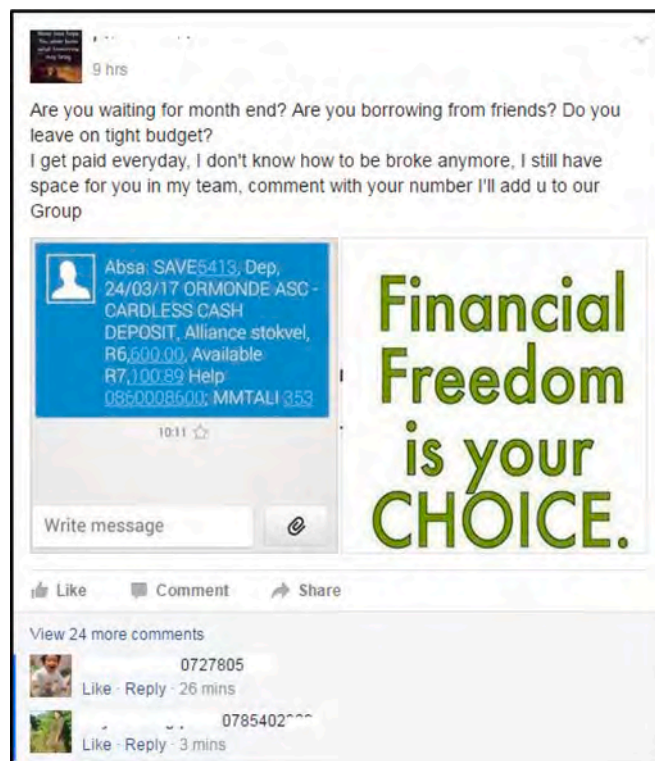 9 hrs
Are you waiting for month end? Are you borrowing from friends? Do you
leave on tight budget?
I get paid everyday, I don't know how to be broke anymore, I still have
space for you in my team, comment with your number I'll add u to our
Group
Absa: SAVE5413, Dep,
24/03/17 ORMONDE ASC -
CARDLESS CASH
DEPOSIT, Alliance stokvel,
R6,600.00, Available
R7,100.89 Help
0860008600; MMTALI 353
10:11
Write message
Financial
Freedom
is your
CHOICE.
Like Comment Share
View 24 more comments
0727805
Like · Reply · 26 mins
0785402
Like · Reply · 3 mins